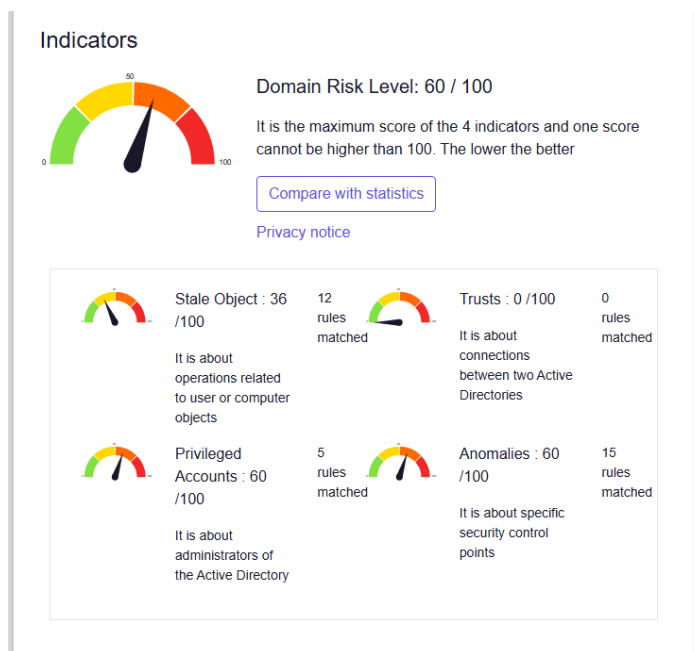 Indicators
50
0
100
Domain Risk Level: 60 / 100
It is the maximum score of the 4 indicators and one score
cannot be higher than 100. The lower the better
Compare with statistics
Privacy notice
Stale Object : 36
/100
It is about
operations related
to user or computer
objects
12
rules
matched
Trusts : 0 /100
It is about
connections
between two Active
Directories
0
rules
matched
Privileged
Accounts : 60
/100
It is about
administrators of
the Active Directory
5
rules
matched
Anomalies : 60
/100
It is about specific
security control
points
15
rules
matched